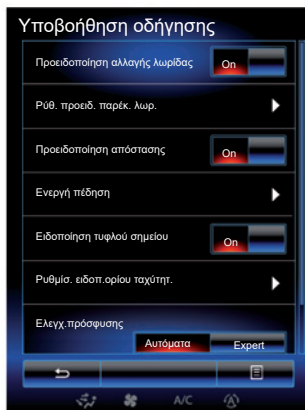 Υποβοήθηση οδήγησης
Προειδοποίηση αλλαγής λωρίδας
On
Ρύθ. προειδ. παρέκ. λωρ.
Προειδοποίηση απόστασης
On
Ενεργή πέδηση
Ειδοποίηση τυφλού σημείου
On
Ρυθμίσ. ειδοπ.ορίου ταχύτητ.
Ελεγχ.πρόσφυσης
Αυτόματα Expert
A/C
A